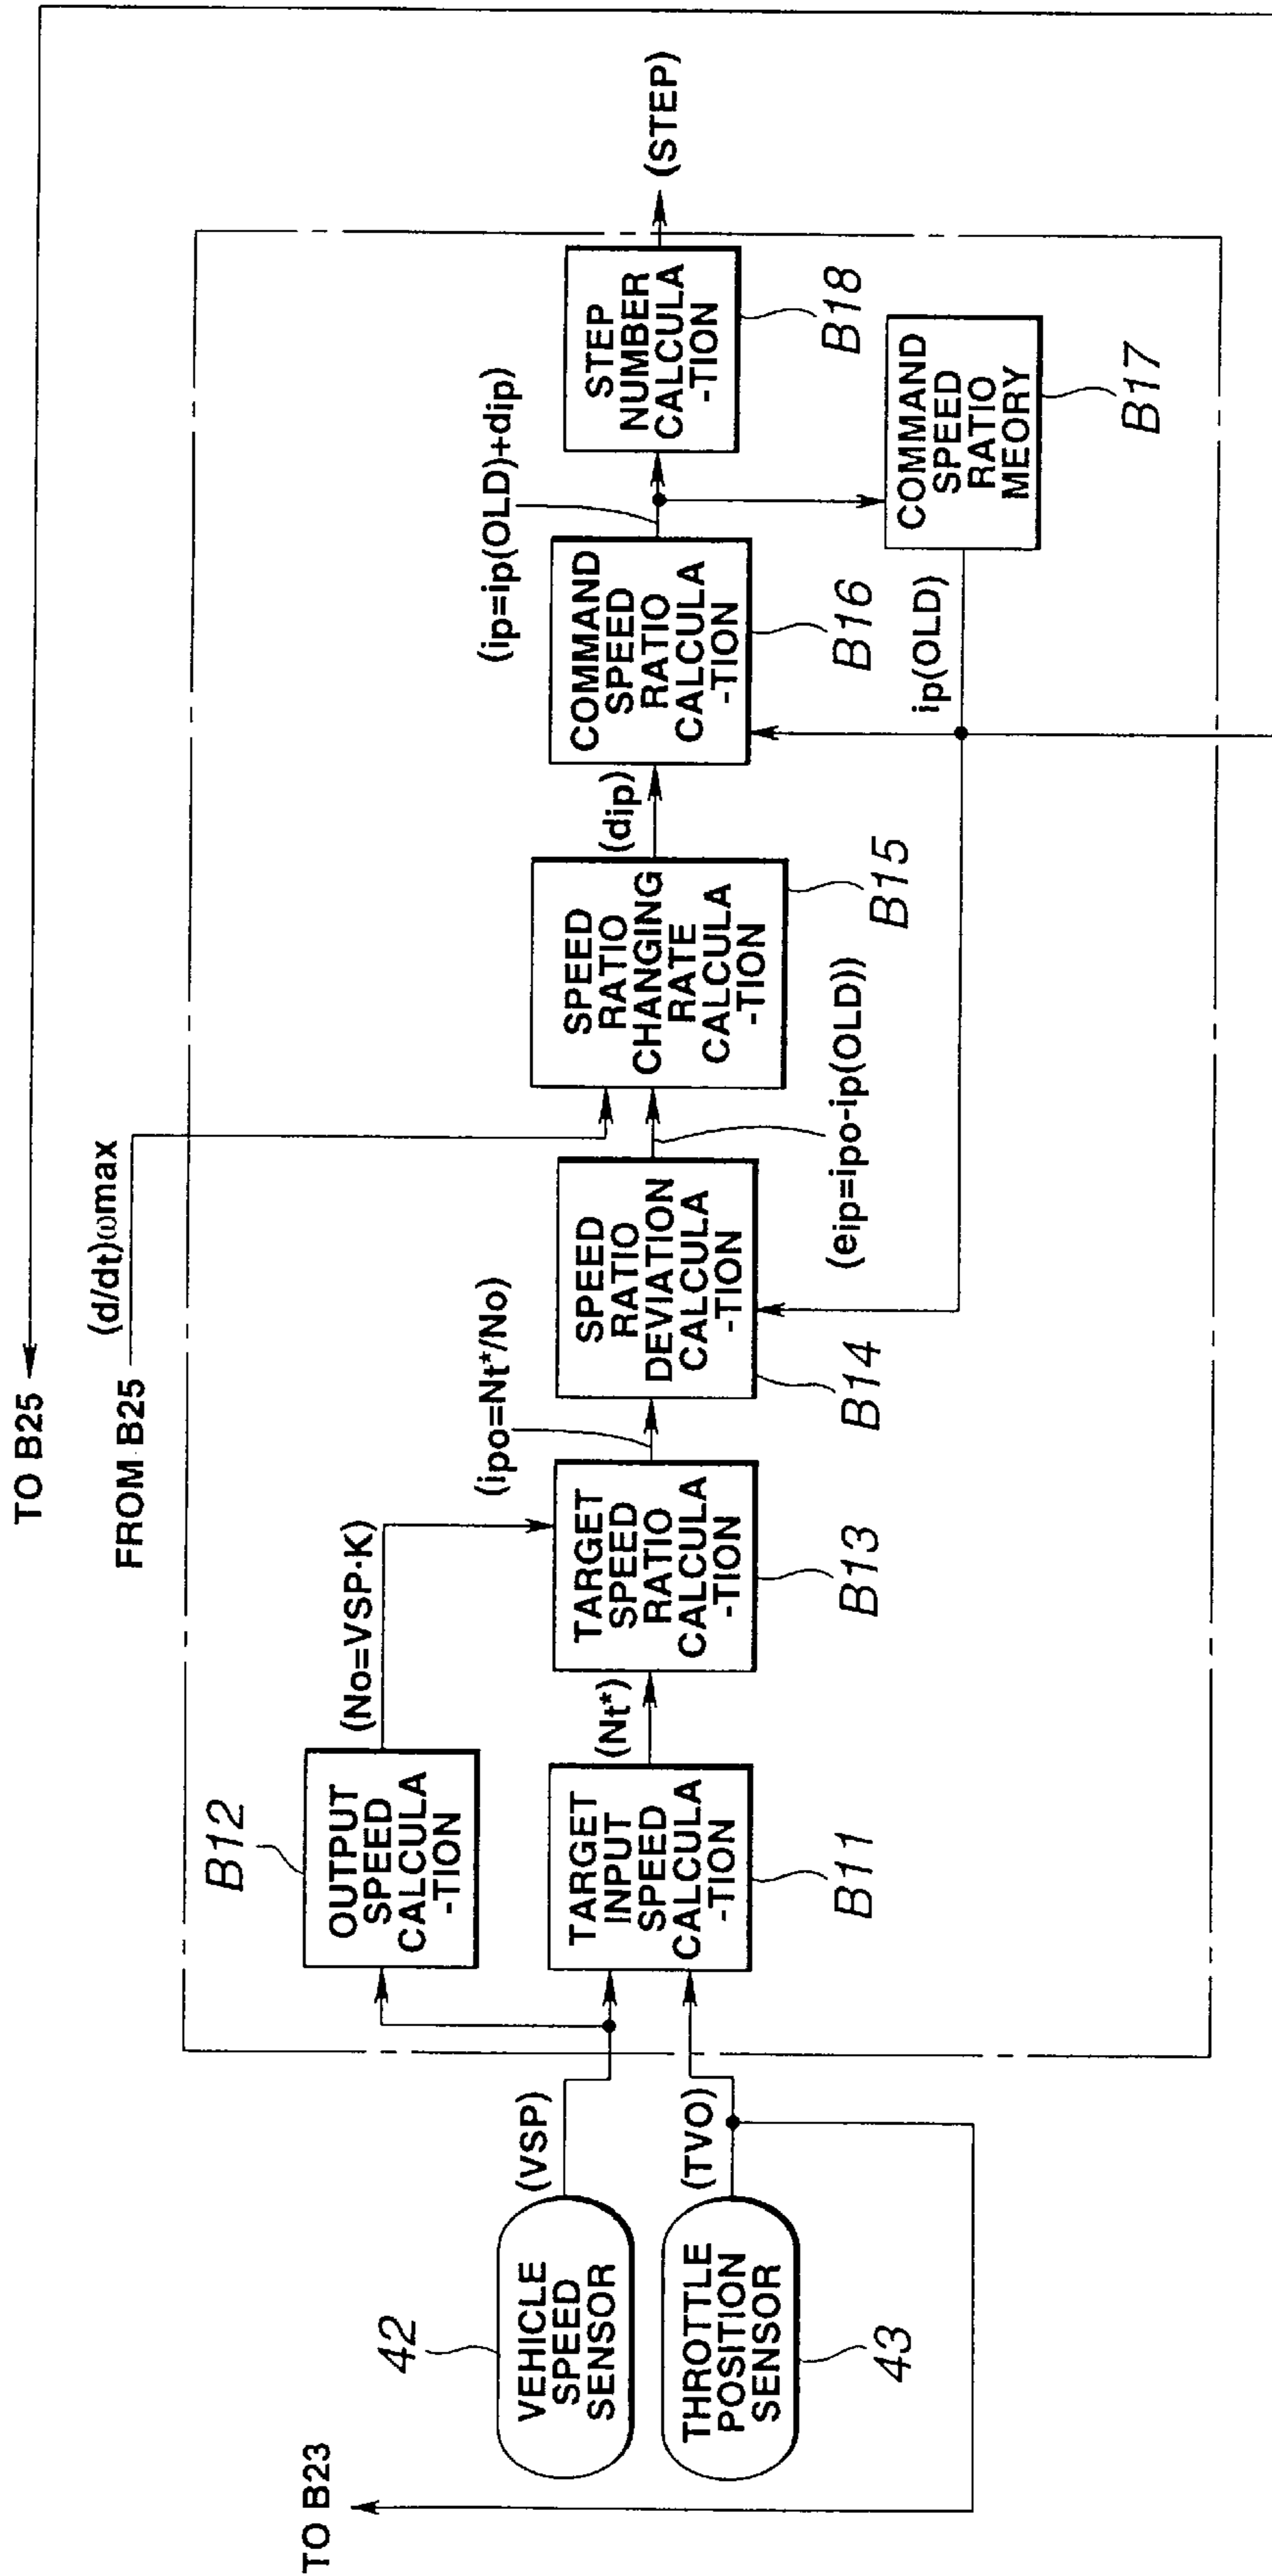 TO B25
FROM B25
(d/dt)ωmax
TO B23
42
VEHICLE
SPEED
SENSOR
(VSP)
THROTTLE
POSITION
SENSOR
43
(TVO)
B12
OUTPUT
SPEED
CALCULA
-TION
(No=VSP·K)
TARGET
INPUT
SPEED
CALCULA
-TION
B11
(Nt*)
TARGET
SPEED
RATIO
CALCULA
-TION
B13
(ipo=Nt*/No)
SPEED
RATIO
DEVIATION
CALCULA
-TION
B14
(eip=ipo-ip(OLD))
SPEED
RATIO
CHANGING
RATE
CALCULA
-TION
B15
(dip)
COMMAND
SPEED
RATIO
CALCULA
-TION
B16
(ip=ip(OLD)+dip)
STEP
NUMBER
CALCULA
-TION
B18
(STEP)
COMMAND
SPEED
RATIO
MEORY
B17
ip(OLD)